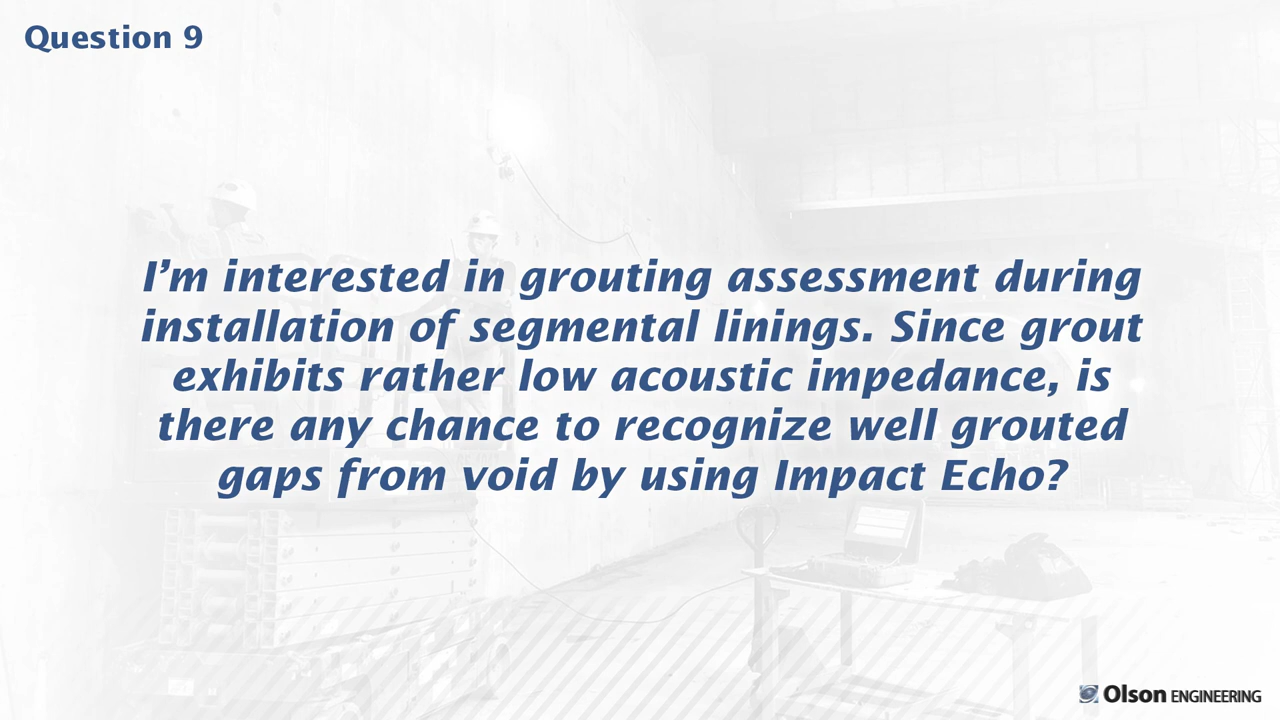 Question 9
I’m interested in grouting assessment during
installation of segmental linings. Since grout
exhibits rather low acoustic impedance, is
there any chance to recognize well grouted
gaps from void by using Impact Echo?
Olson ENGINEERING